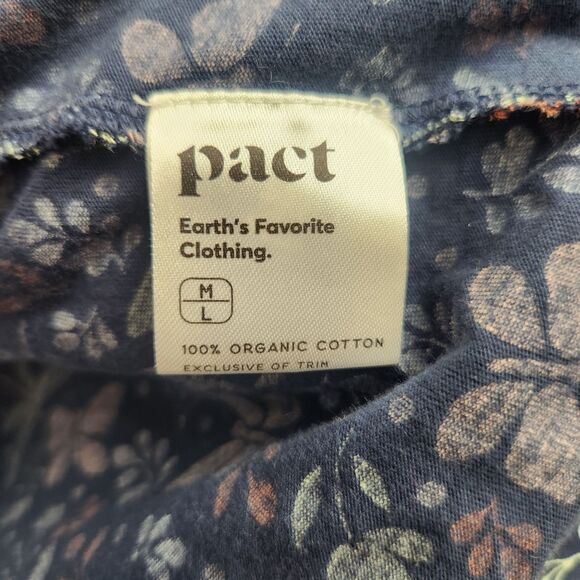 pact
Earth's Favorite
Clothing.
M
L
100% ORGANIC COTTON
EXCLUSIVE OF TRIM